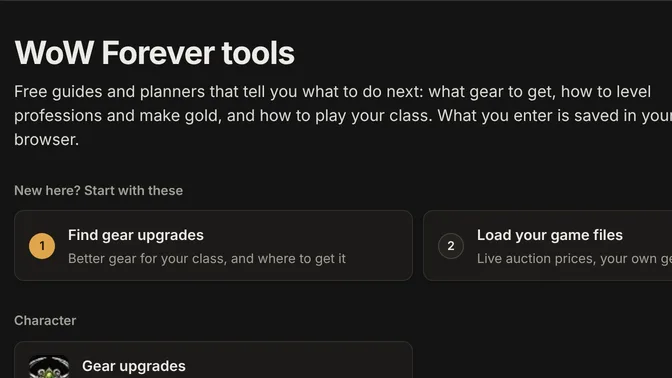 WoW Forever tools
Free guides and planners that tell you what to do next: what gear to get, how to level
professions and make gold, and how to play your class. What you enter is saved in your
browser.
New here? Start with these
1
Find gear upgrades
Better gear for your class, and where to get it
2
Load your game files
Live auction prices, your own
Character
Gear upgrades